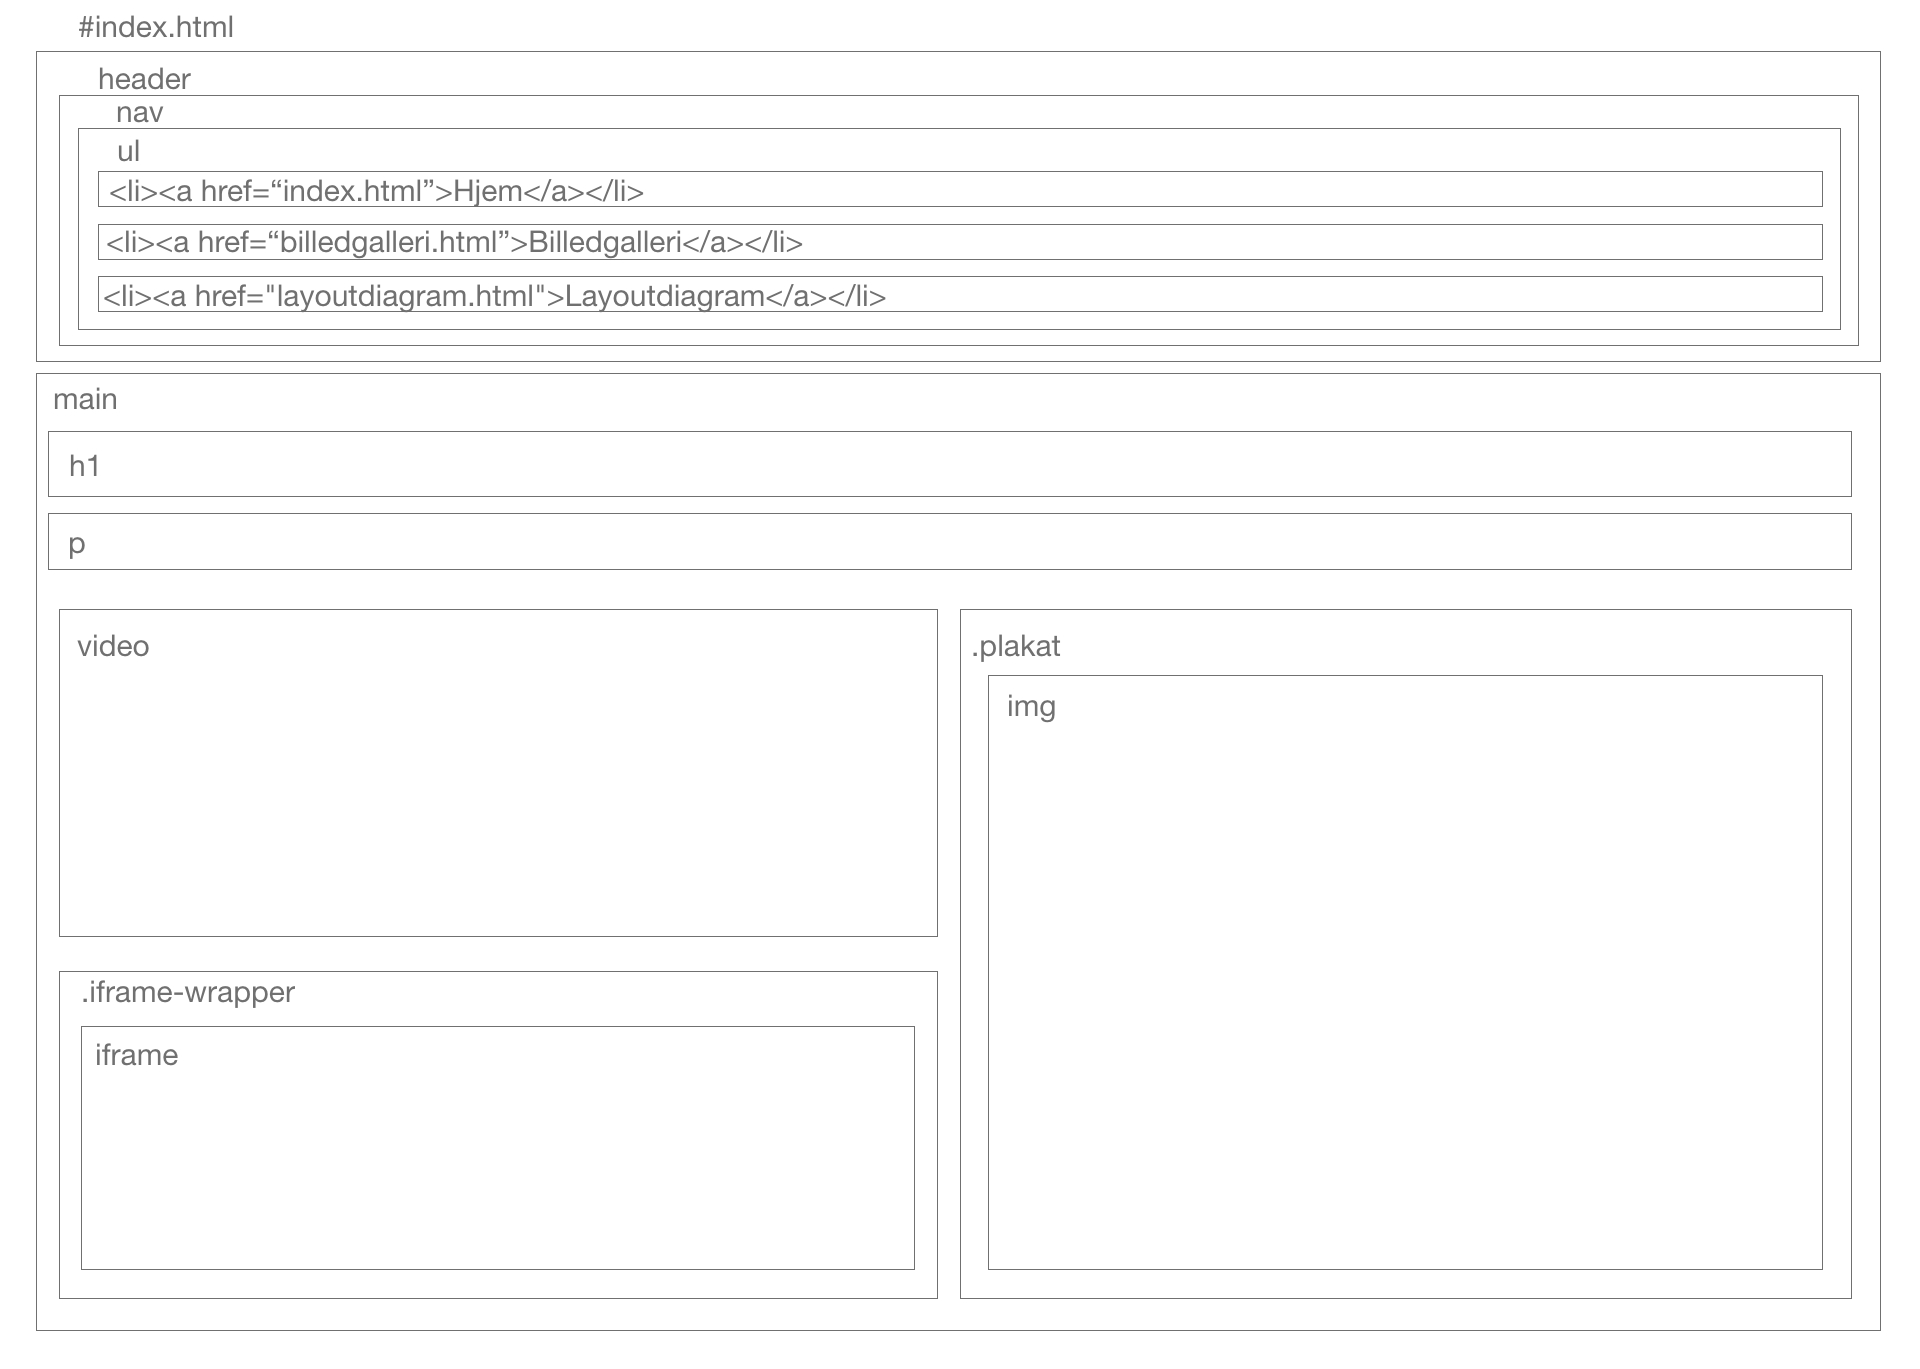 #index.html
header
nav
ul
<li><a href=“index.html”>Hjem</a></li>
<li><a href=“billedgalleri.html”>Billedgalleri</a></li>
<li><a href="layoutdiagram.html">Layoutdiagram</a></li>
main
h1
p
video
.iframe-wrapper
iframe
.plakat
img